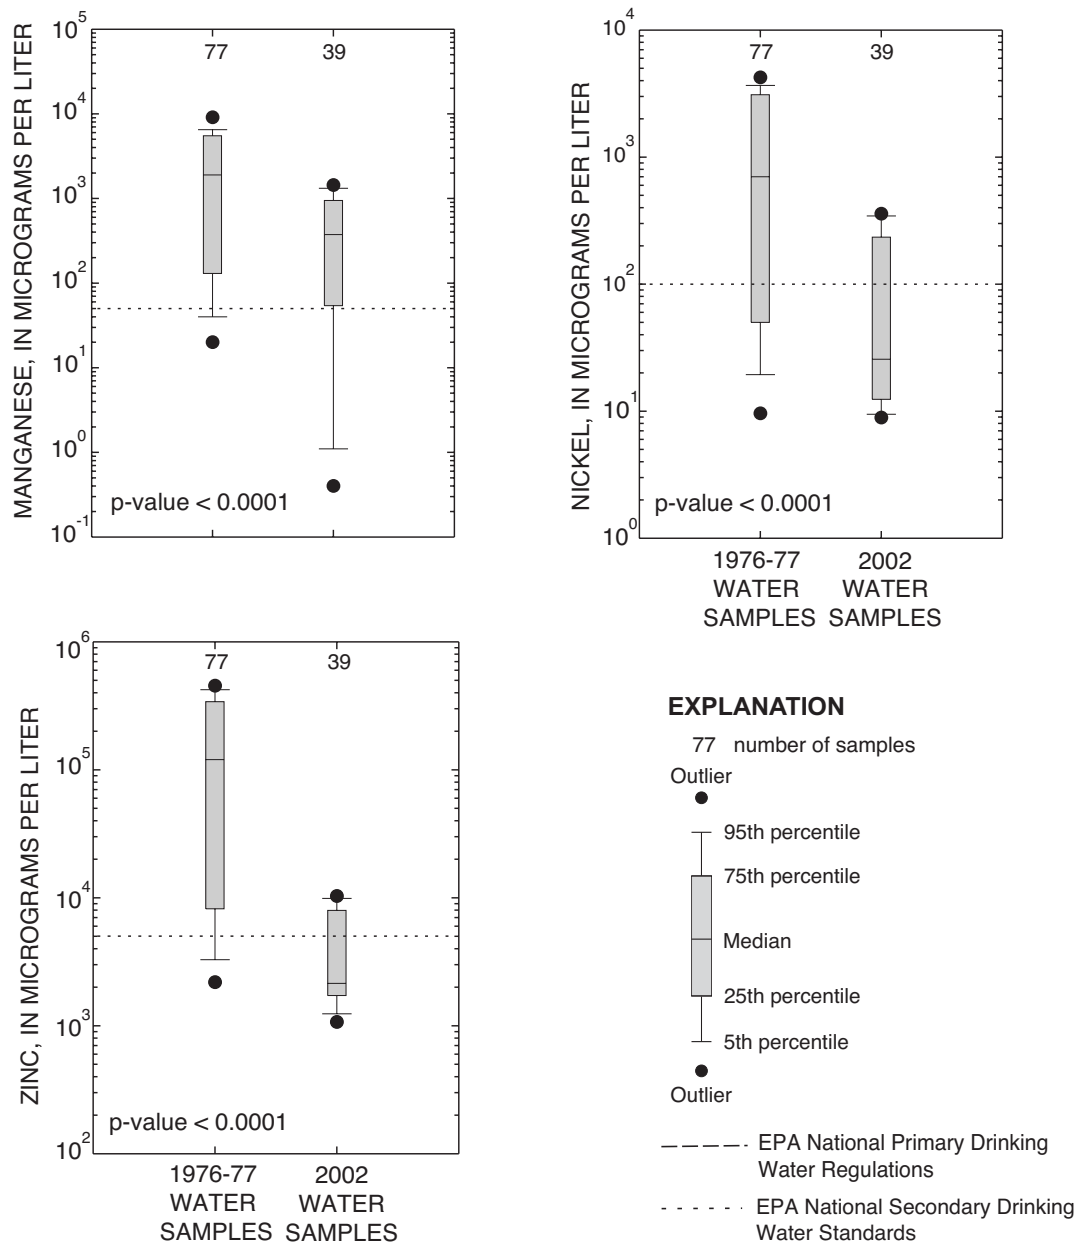 MANGANESE, IN MICROGRAMS PER LITER
10^5
10^4
10^3
10^2
10^1
10^0
10^-1
77
39
p-value < 0.0001
NICKEL, IN MICROGRAMS PER LITER
10^4
10^3
10^2
10^1
10^0
77
39
p-value < 0.0001
1976-77
WATER
SAMPLES
2002
WATER
SAMPLES
ZINC, IN MICROGRAMS PER LITER
10^6
10^5
10^4
10^3
10^2
77
39
p-value < 0.0001
1976-77
WATER
SAMPLES
2002
WATER
SAMPLES
EXPLANATION
77 number of samples
Outlier
95th percentile
75th percentile
Median
25th percentile
5th percentile
Outlier
EPA National Primary Drinking
Water Regulations
EPA National Secondary Drinking
Water Standards